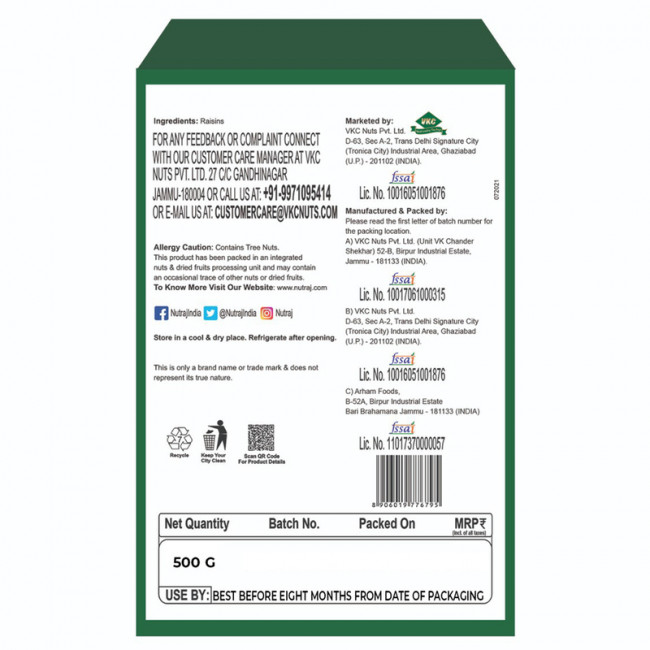 Ingredients: Raisins
FOR ANY FEEDBACK OR COMPLAINT CONNECT
WITH OUR CUSTOMER CARE MANAGER AT VKC
NUTS PVT. LTD. 27 C/C GANDHINAGAR
JAMMU-180004 OR CALL US AT: +91-9971095414
OR E-MAIL US AT: CUSTOMERCARE@VKCNUTS.COM
Allergy Caution: Contains Tree Nuts.
This product has been packed in an integrated
nuts & dried fruits processing unit and may contain
an occasional trace of other nuts or dried fruits.
To Know More Visit Our Website: www.nutraj.com
NutrajIndia @NutrajIndia Nutraj
Store in a cool & dry place. Refrigerate after opening.
This is only a brand name or trade mark & does not
represent its true nature.
7
Recycle
Keep Your
City Clean
Scan QR Code
For Product Details
Marketed by:
VKC
VKC Nuts Pvt. Ltd.
D-63, Sec A-2, Trans Delhi Signature City
(Tronica City) Industrial Area, Ghaziabad
(U.P.) - 201102 (INDIA).
fssai
Lic. No. 10016051001876
072021
Manufactured & Packed by:
Please read the first letter of batch number for
the packing location.
A) VKC Nuts Pvt. Ltd. (Unit VK Chander
Shekhar) 52-B, Birpur Industrial Estate,
Jammu - 181133 (INDIA).
fssai
Lic. No. 10017061000315
B) VKC Nuts Pvt. Ltd.
D-63, Sec A-2, Trans Delhi Signature City
(Tronica City) Industrial Area, Ghaziabad
(U.P.) - 201102 (INDIA).
fssai
Lic. No. 10016051001876
C) Arham Foods,
B-52A, Birpur Industrial Estate
Bari Brahamana Jammu - 181133 (INDIA)
fssai
Lic. No. 11017370000057
8906019776795
Net Quantity Batch No. Packed On MRP₹
(Incl. of all taxes)
500 G
USE BY: BEST BEFORE EIGHT MONTHS FROM DATE OF PACKAGING